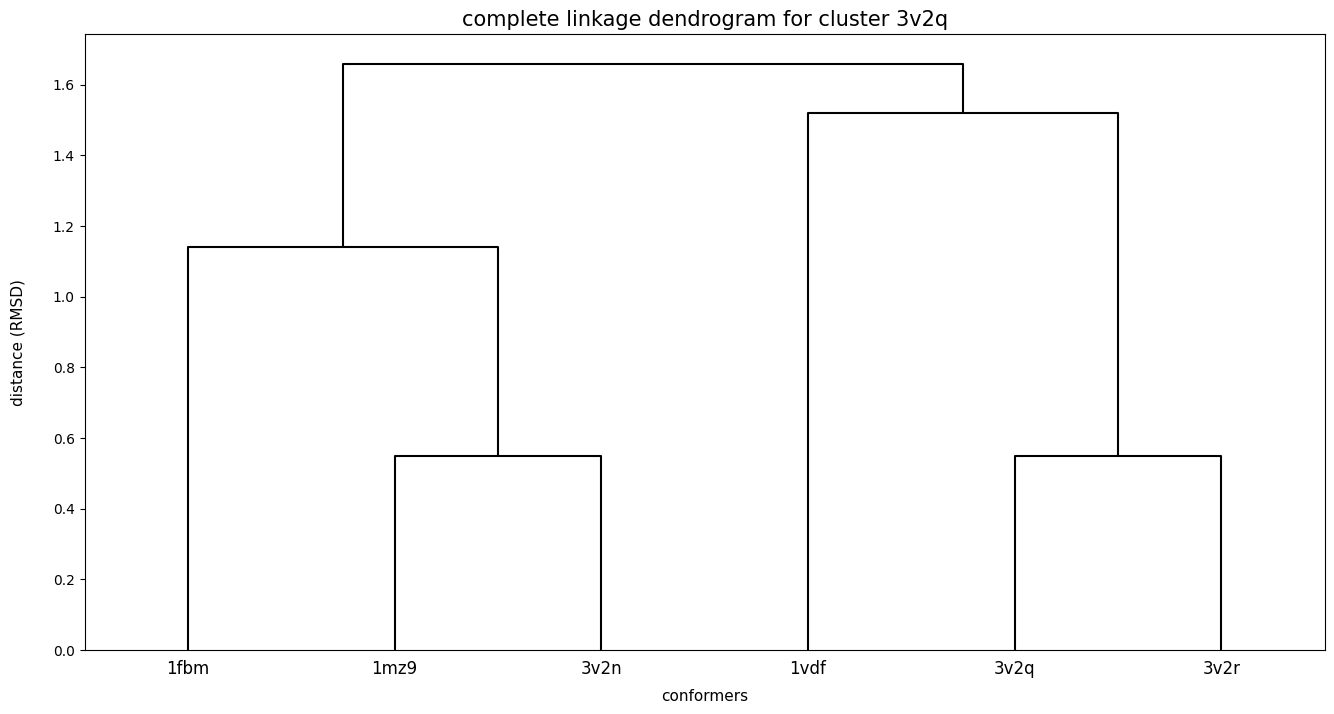 complete linkage dendrogram for cluster 3v2q
1.6
1.4
1.2
1.0
0.8
0.6
0.4
0.2
0.0
distance (RMSD)
1fbm 1mz9 3v2n 1vdf 3v2q 3v2r
conformers